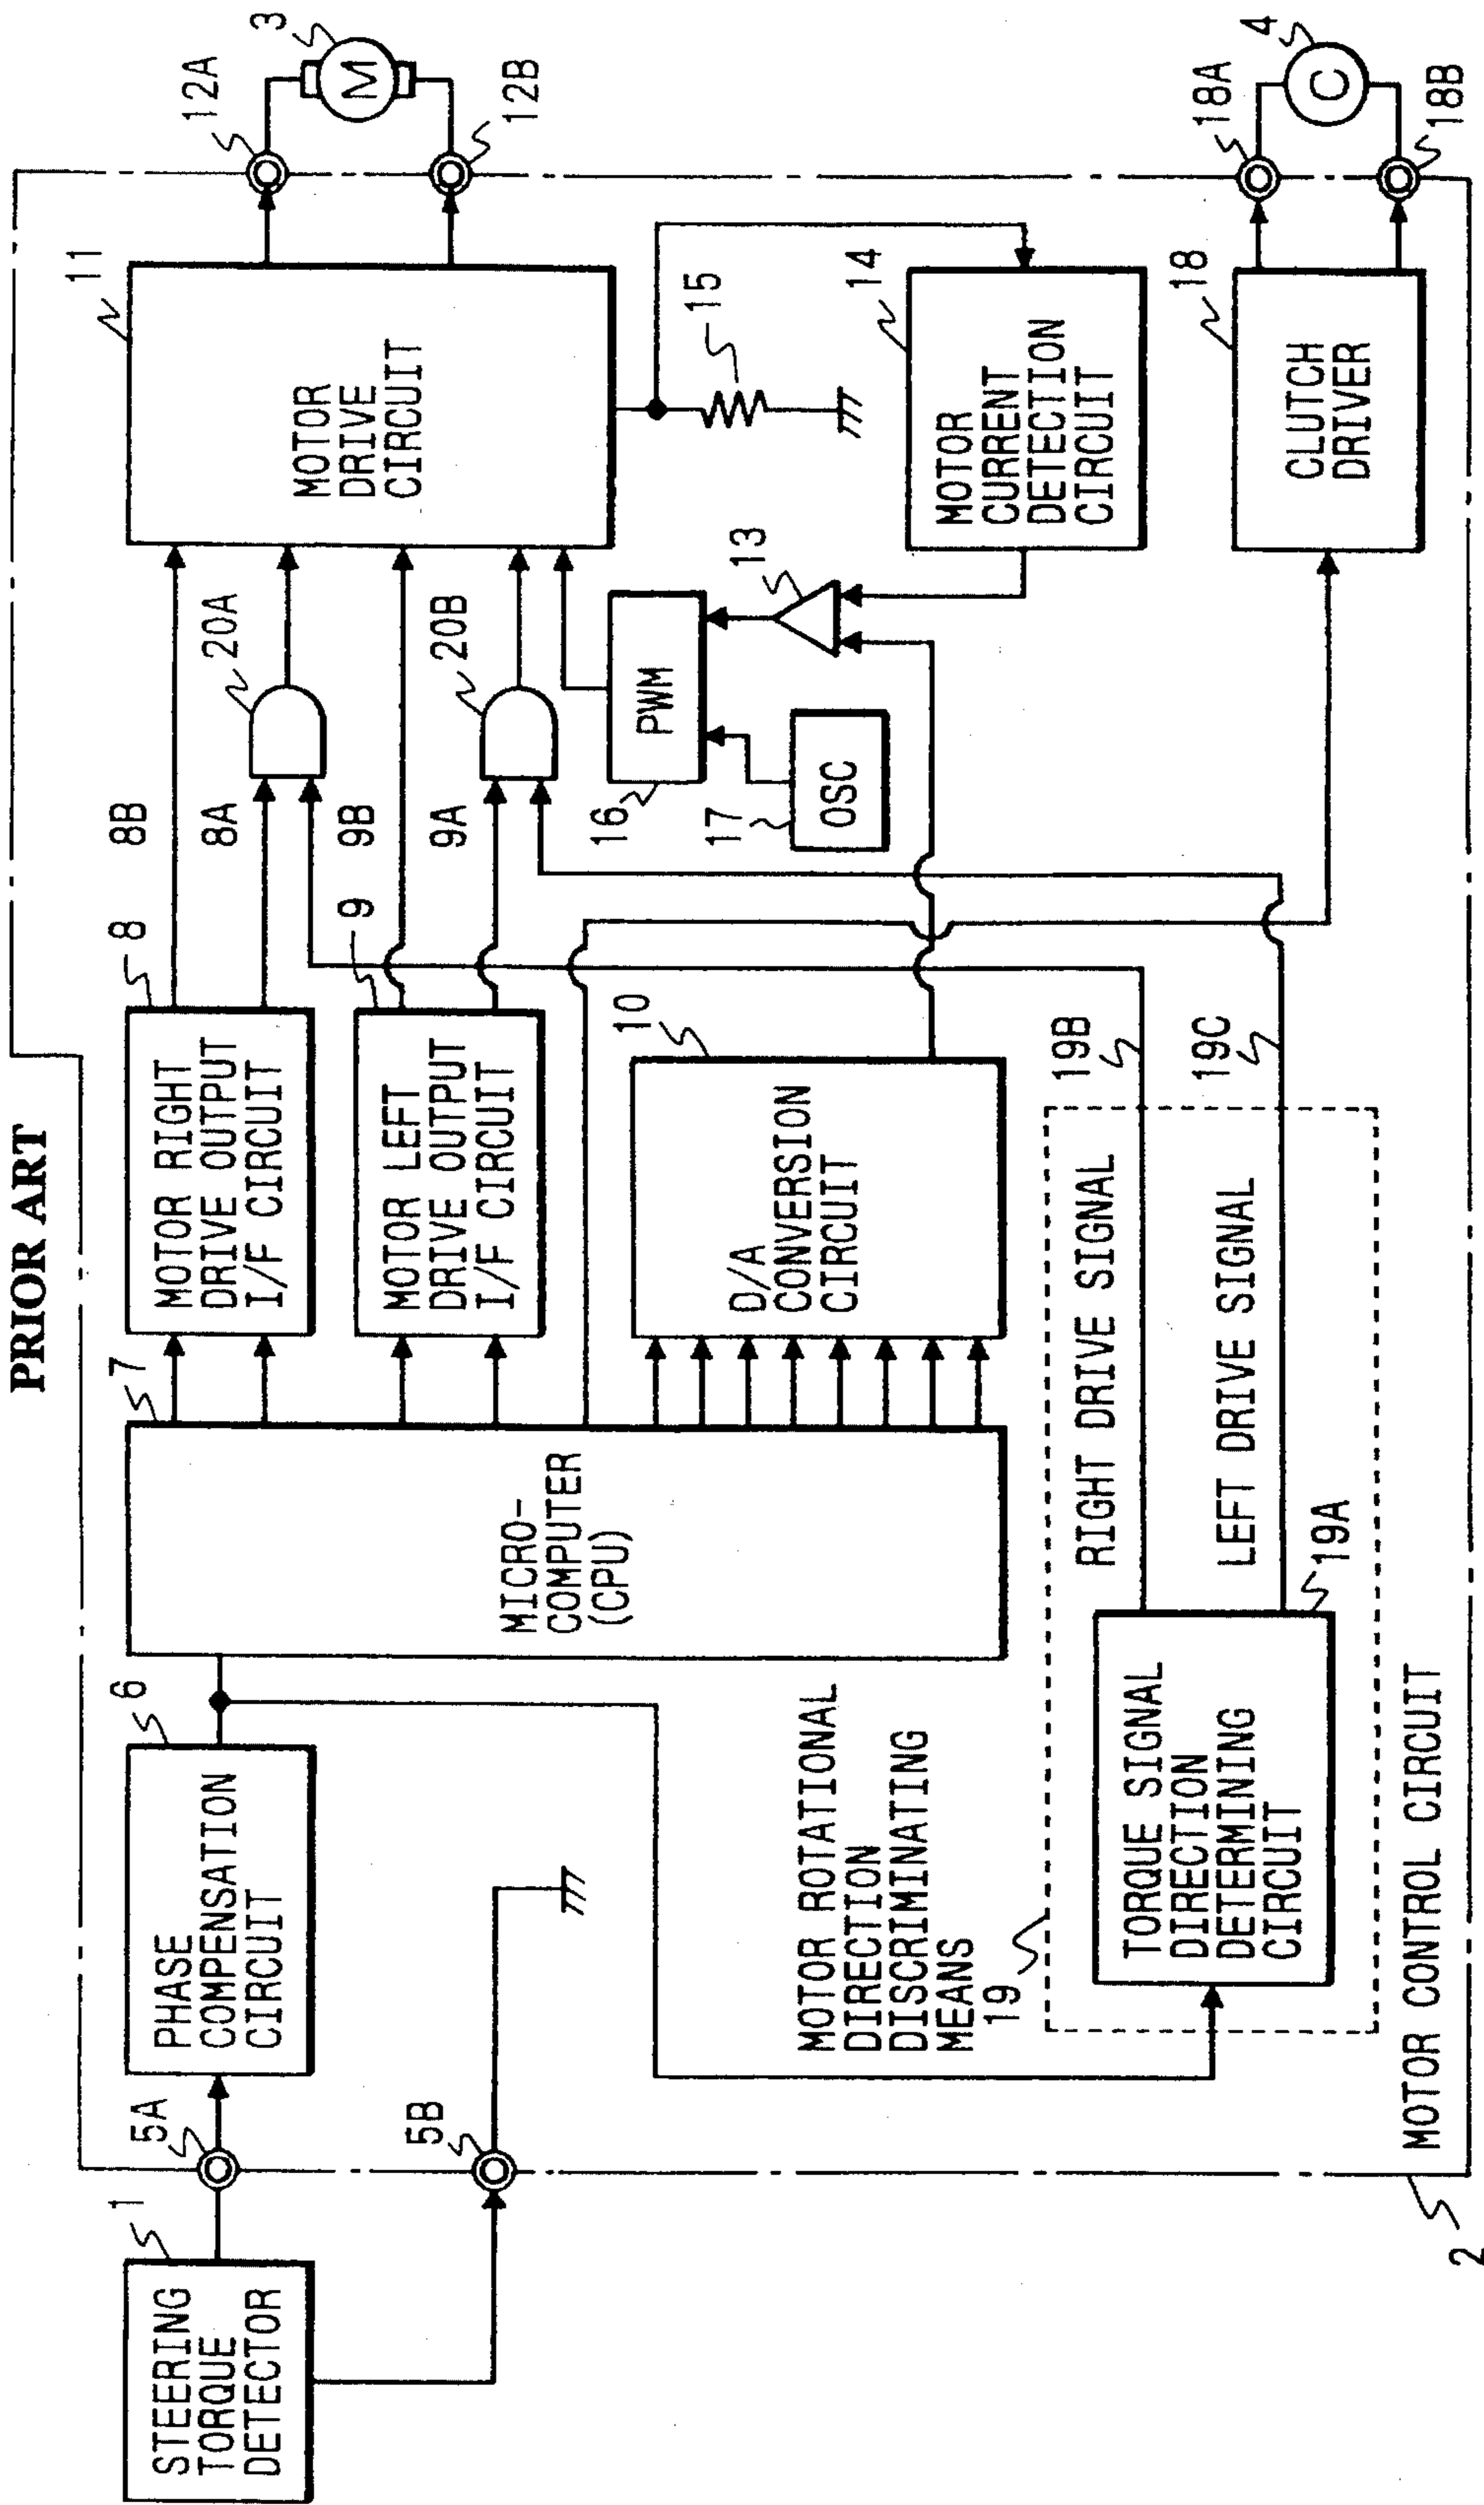 PRIOR ART
1
STEERING
TORQUE
DETECTOR
5A
5B
6
PHASE
COMPENSATION
CIRCUIT
7
MICRO-
COMPUTER
(CPU)
8
MOTOR RIGHT
DRIVE OUTPUT
I/F CIRCUIT
8B
8A
9
MOTOR LEFT
DRIVE OUTPUT
I/F CIRCUIT
9B
9A
10
D/A
CONVERSION
CIRCUIT
20A
20B
11
MOTOR
DRIVE
CIRCUIT
12A
12B
3
M
16
PWM
17
OSC
13
15
14
MOTOR
CURRENT
DETECTION
CIRCUIT
18
CLUTCH
DRIVER
18A
18B
4
C
MOTOR ROTATIONAL
DIRECTION
DISCRIMINATING
MEANS
19
TORQUE SIGNAL
DIRECTION
DETERMINING
CIRCUIT
19A
RIGHT DRIVE SIGNAL
19B
LEFT DRIVE SIGNAL
19C
MOTOR CONTROL CIRCUIT
2